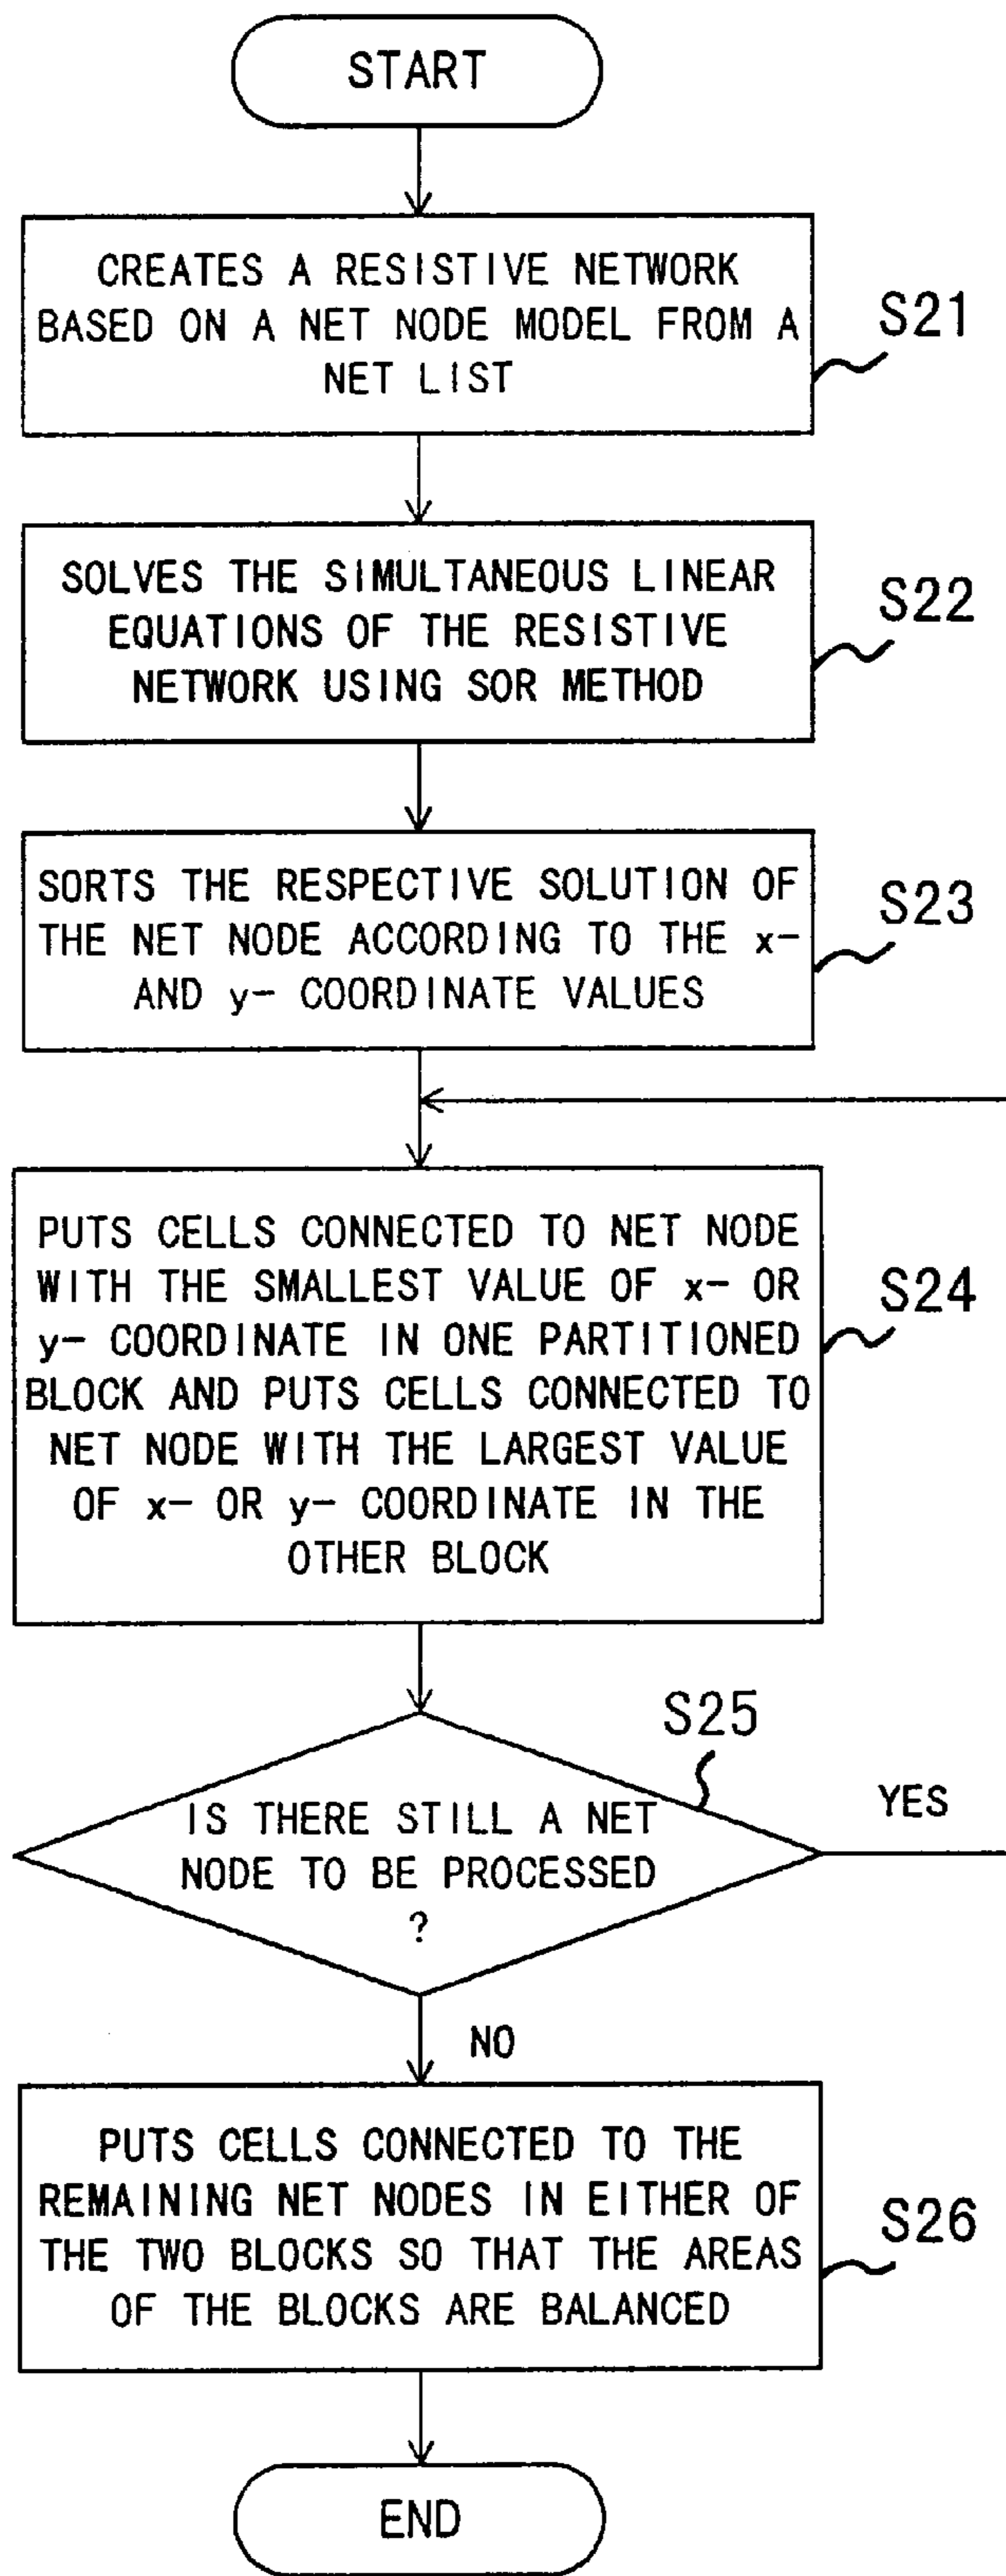 START
CREATES A RESISTIVE NETWORK
BASED ON A NET NODE MODEL FROM A
NET LIST
S21
SOLVES THE SIMULTANEOUS LINEAR
EQUATIONS OF THE RESISTIVE
NETWORK USING SOR METHOD
S22
SORTS THE RESPECTIVE SOLUTION OF
THE NET NODE ACCORDING TO THE x-
AND y- COORDINATE VALUES
S23
PUTS CELLS CONNECTED TO NET NODE
WITH THE SMALLEST VALUE OF x- OR
y- COORDINATE IN ONE PARTITIONED
BLOCK AND PUTS CELLS CONNECTED TO
NET NODE WITH THE LARGEST VALUE
OF x- OR y- COORDINATE IN THE
OTHER BLOCK
S24
S25
IS THERE STILL A NET
NODE TO BE PROCESSED
?
YES
NO
PUTS CELLS CONNECTED TO THE
REMAINING NET NODES IN EITHER OF
THE TWO BLOCKS SO THAT THE AREAS
OF THE BLOCKS ARE BALANCED
S26
END